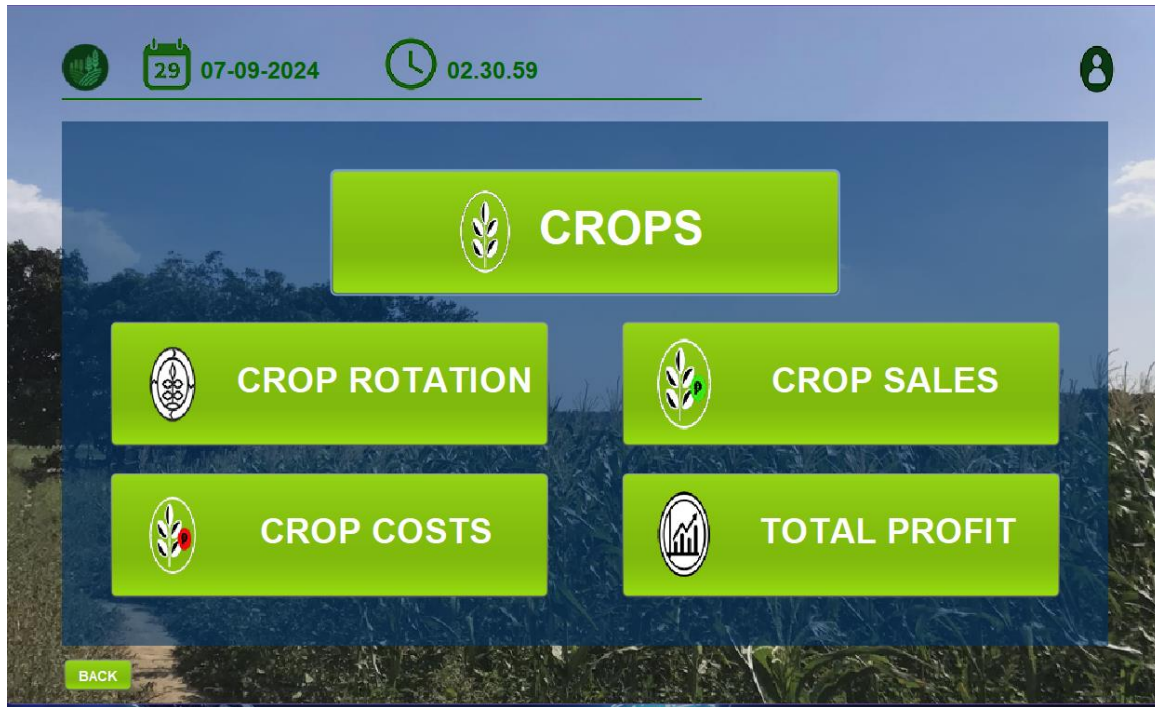 29 07-09-2024 02.30.59
CROPS
CROP ROTATION
CROP SALES
CROP COSTS
TOTAL PROFIT
BACK